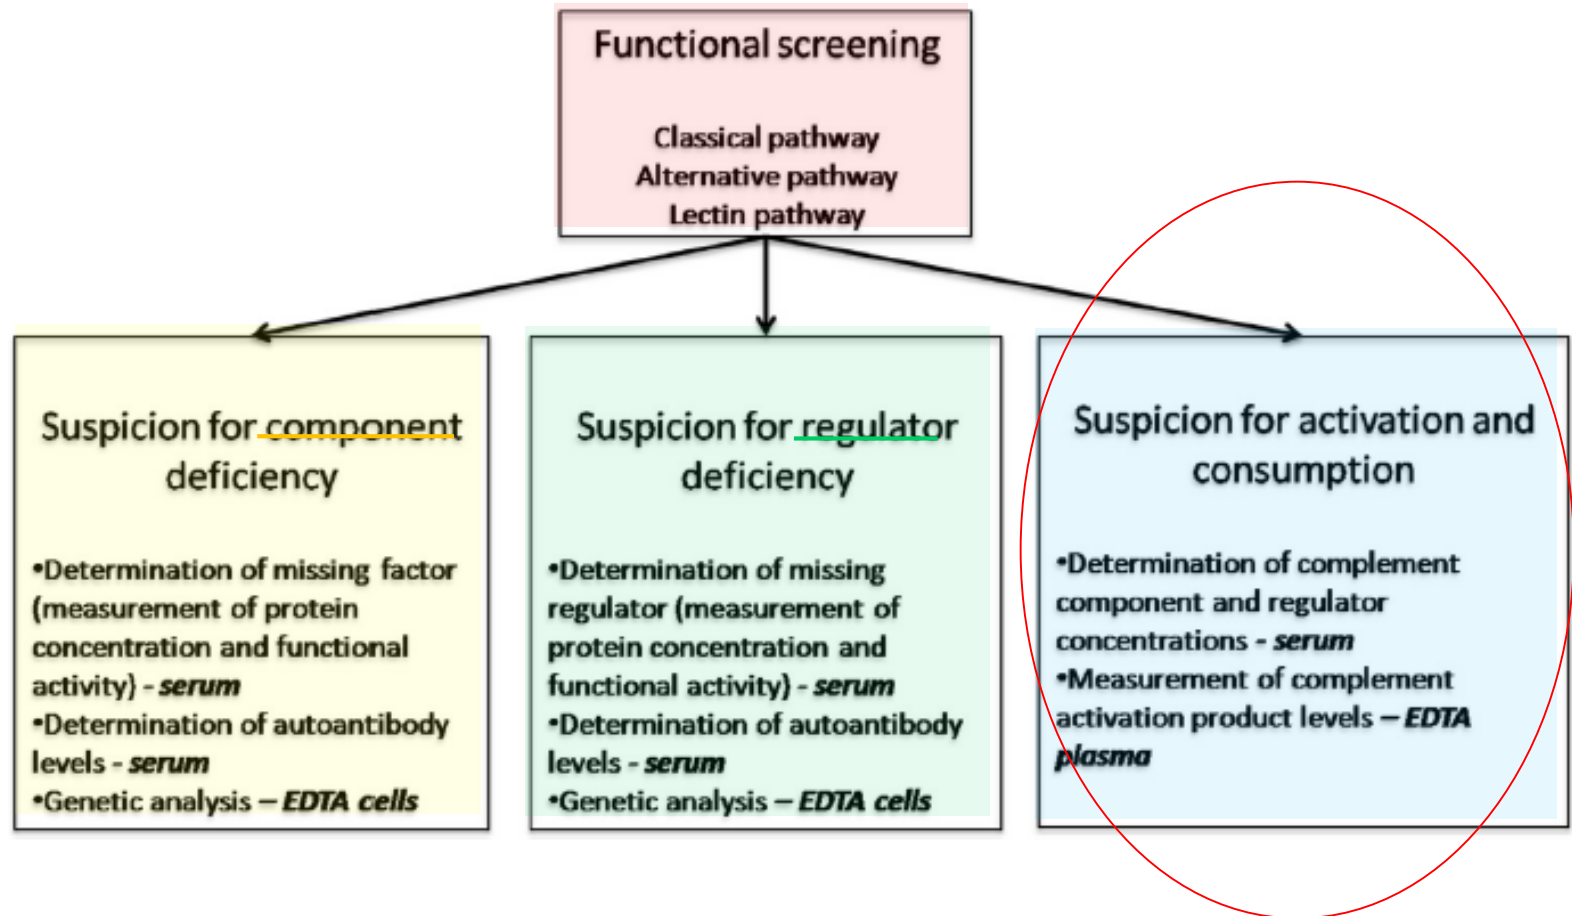 Functional screening
Classical pathway
Alternative pathway
Lectin pathway
Suspicion for component
deficiency
•Determination of missing factor
(measurement of protein
concentration and functional
activity) - serum
•Determination of autoantibody
levels - serum
•Genetic analysis – EDTA cells
Suspicion for regulator
deficiency
•Determination of missing
regulator (measurement of
protein concentration and
functional activity) - serum
•Determination of autoantibody
levels - serum
•Genetic analysis – EDTA cells
Suspicion for activation and
consumption
•Determination of complement
component and regulator
concentrations - serum
•Measurement of complement
activation product levels – EDTA
plasma